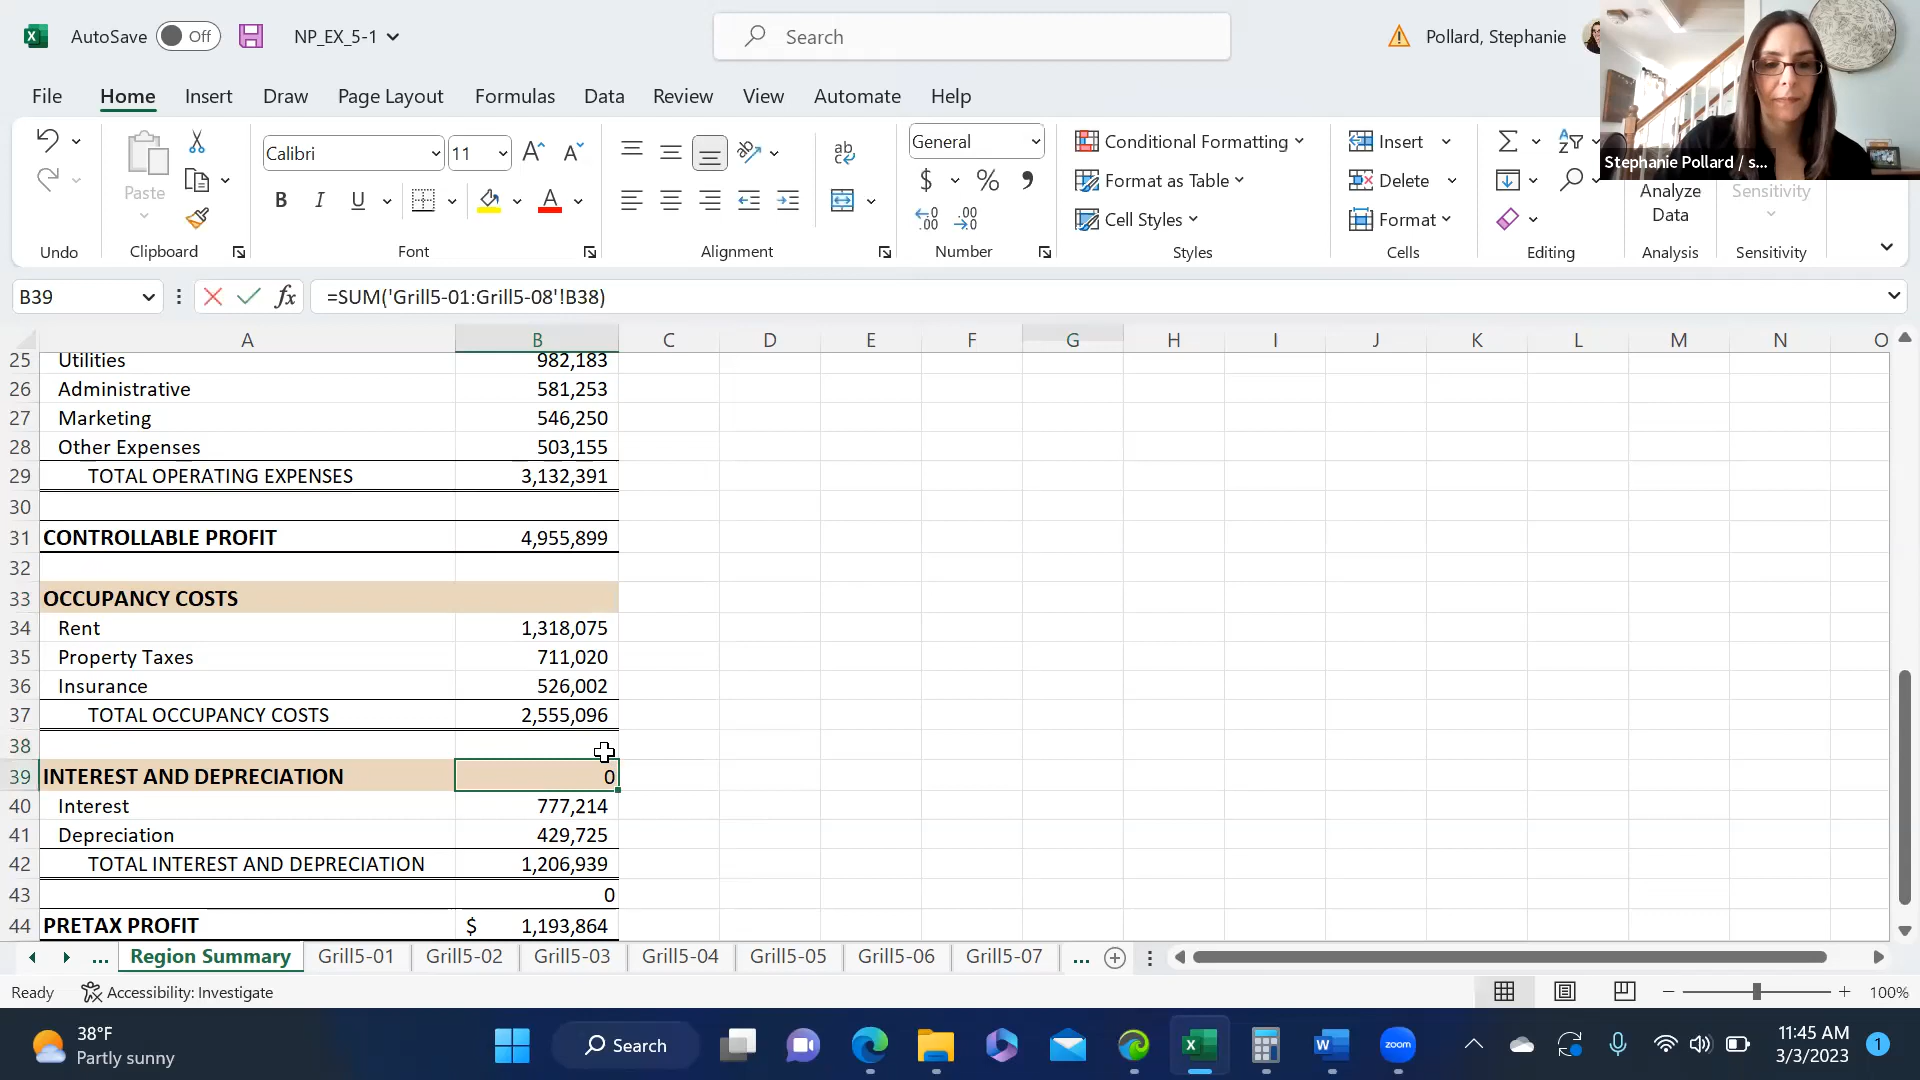 AutoSave Off NP_EX_5-1 Search Pollard, Stephanie
File Home Insert Draw Page Layout Formulas Data Review View Automate Help
Stephanie Pollard / s...
Undo
Paste
Clipboard
Calibri 11
B I U A
Font
ab
c
Alignment
General
$ % ,
Number
Conditional Formatting
Format as Table
Cell Styles
Styles
Insert
Delete
Format
Cells
Editing
Analyze Data
Analysis
Sensitivity
Sensitivity
B39 fx =SUM('Grill5-01:Grill5-08'!B38)
A B C D E F G H I J K L M N O
25 Utilities 982,183
26 Administrative 581,253
27 Marketing 546,250
28 Other Expenses 503,155
29 TOTAL OPERATING EXPENSES 3,132,391
30
31 CONTROLLABLE PROFIT 4,955,899
32
33 OCCUPANCY COSTS
34 Rent 1,318,075
35 Property Taxes 711,020
36 Insurance 526,002
37 TOTAL OCCUPANCY COSTS 2,555,096
38
39 INTEREST AND DEPRECIATION 0
40 Interest 777,214
41 Depreciation 429,725
42 TOTAL INTEREST AND DEPRECIATION 1,206,939
43 0
44 PRETAX PROFIT $ 1,193,864
... Region Summary Grill5-01 Grill5-02 Grill5-03 Grill5-04 Grill5-05 Grill5-06 Grill5-07 ...
Ready Accessibility: Investigate 100%
38°F
Partly sunny
Search
zoom
11:45 AM
3/3/2023
1